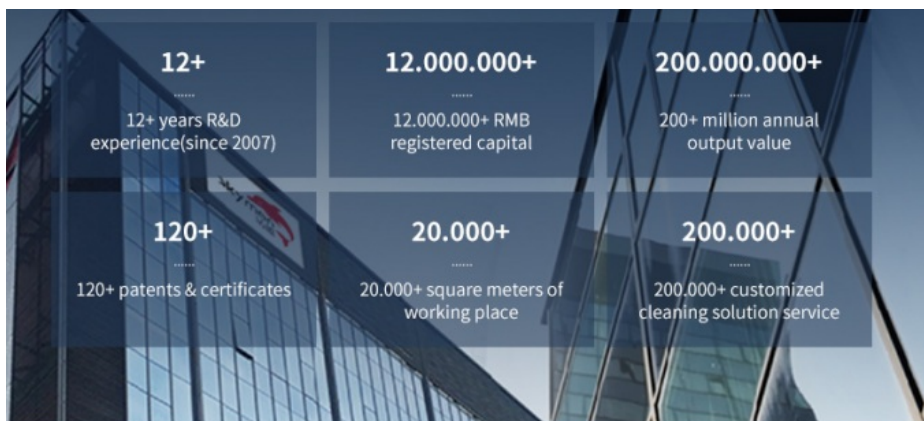 12+
......
12+ years R&D
experience(since 2007)
12.000.000+
......
12.000.000+ RMB
registered capital
200.000.000+
......
200+ million annual
output value
120+
......
120+ patents & certificates
20.000+
......
20.000+ square meters of
working place
200.000+
......
200.000+ customized
cleaning solution service